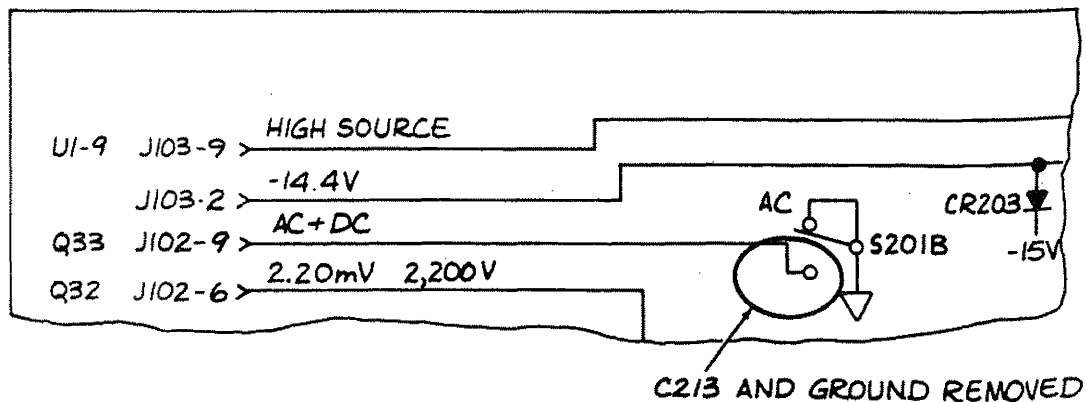 U1-9 J103-9 HIGH SOURCE
J103-2 -14.4V
Q33 J102-9 AC+DC
Q32 J102-6 2.20mV 2,200V
AC
S201B
CR203
-15V
C213 AND GROUND REMOVED